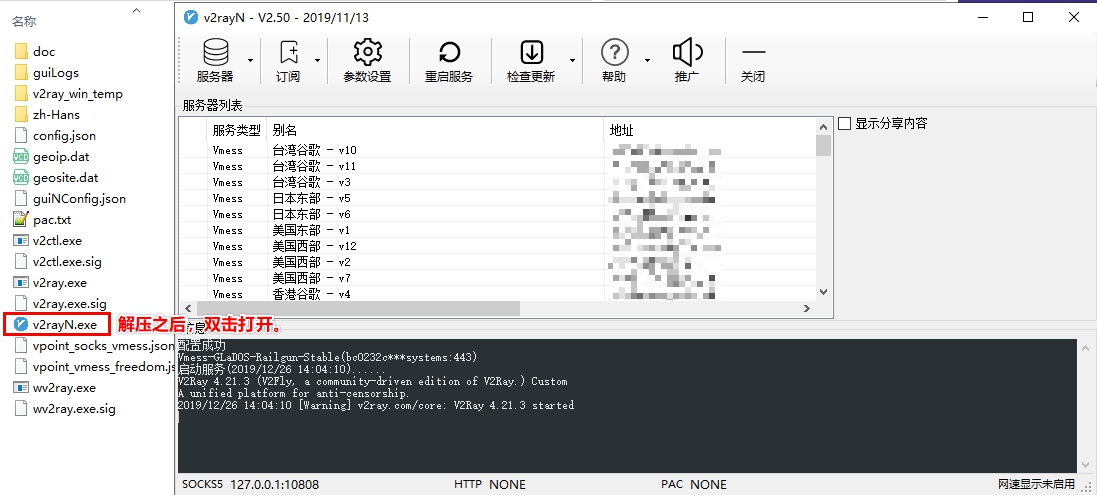 名称
doc
guiLogs
v2ray_win_temp
zh-Hans
config.json
geoip.dat
geosite.dat
guiNConfig.json
pac.txt
v2ctl.exe
v2ctl.exe.sig
v2ray.exe
v2ray.exe.sig
v2rayN.exe
解压之后，双击打开。
vpoint_socks_vmess.json
vpoint_vmess_freedom.js
wv2ray.exe
wv2ray.exe.sig
v2rayN - V2.50 - 2019/11/13
服务器 订阅 参数设置 重启服务 检查更新 帮助 推广 关闭
服务器列表
服务类型 别名 地址
Vmess 台湾谷歌 - v10
Vmess 台湾谷歌 - v11
Vmess 台湾谷歌 - v3
Vmess 日本东部 - v5
Vmess 日本东部 - v6
Vmess 美国东部 - v1
Vmess 美国西部 - v12
Vmess 美国西部 - v2
Vmess 美国西部 - v7
Vmess 香港谷歌 - v4
显示分享内容
配置成功
Vmess-GLaDOS-Railgun-Stable(bc0232c***systems:443)
启动服务(2019/12/26 14:04:10)......
V2Ray 4.21.3 (V2Fly, a community-driven edition of V2Ray.) Custom
A unified platform for anti-censorship.
2019/12/26 14:04:10 [Warning] v2ray.com/core: V2Ray 4.21.3 started
SOCKS5 127.0.0.1:10808 HTTP NONE PAC NONE 网速显示未启用